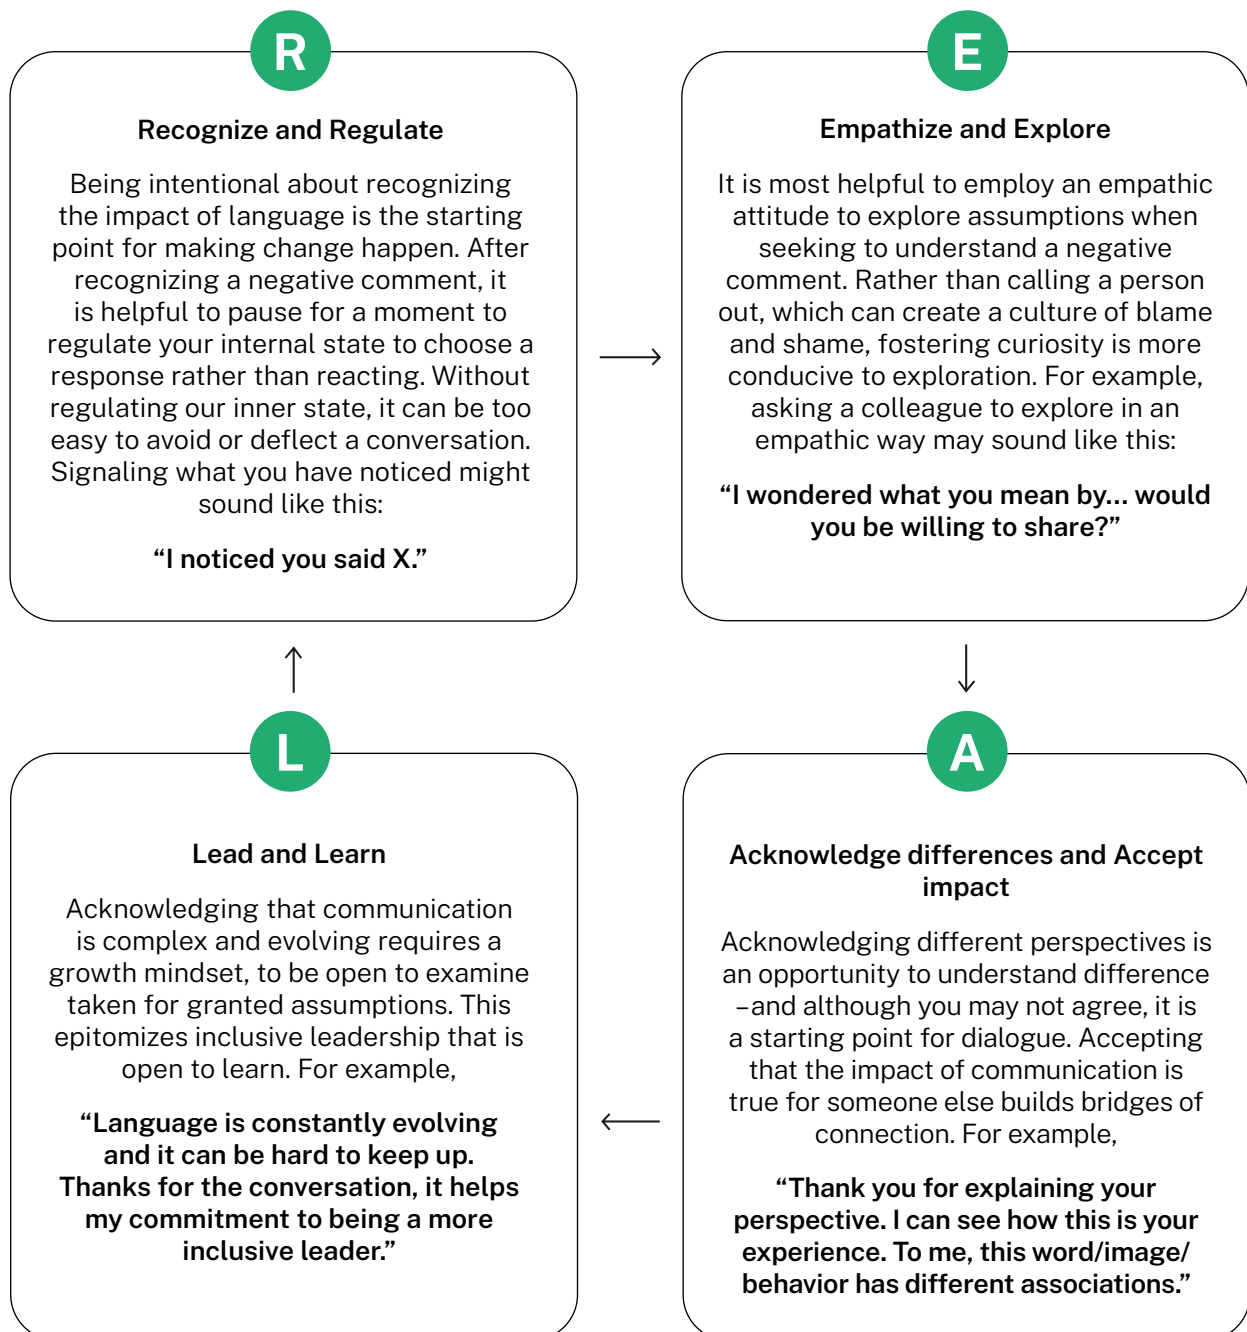 R
Recognize and Regulate
Being intentional about recognizing
the impact of language is the starting
point for making change happen. After
recognizing a negative comment, it
is helpful to pause for a moment to
regulate your internal state to choose a
response rather than reacting. Without
regulating our inner state, it can be too
easy to avoid or deflect a conversation.
Signaling what you have noticed might
sound like this:
“I noticed you said X.”
E
Empathize and Explore
It is most helpful to employ an empathic
attitude to explore assumptions when
seeking to understand a negative
comment. Rather than calling a person
out, which can create a culture of blame
and shame, fostering curiosity is more
conducive to exploration. For example,
asking a colleague to explore in an
empathic way may sound like this:
“I wondered what you mean by... would
you be willing to share?”
A
Acknowledge differences and Accept
impact
Acknowledging different perspectives is
an opportunity to understand difference
–and although you may not agree, it is
a starting point for dialogue. Accepting
that the impact of communication is
true for someone else builds bridges of
connection. For example,
“Thank you for explaining your
perspective. I can see how this is your
experience. To me, this word/image/
behavior has different associations.”
L
Lead and Learn
Acknowledging that communication
is complex and evolving requires a
growth mindset, to be open to examine
taken for granted assumptions. This
epitomizes inclusive leadership that is
open to learn. For example,
“Language is constantly evolving
and it can be hard to keep up.
Thanks for the conversation, it helps
my commitment to being a more
inclusive leader.”